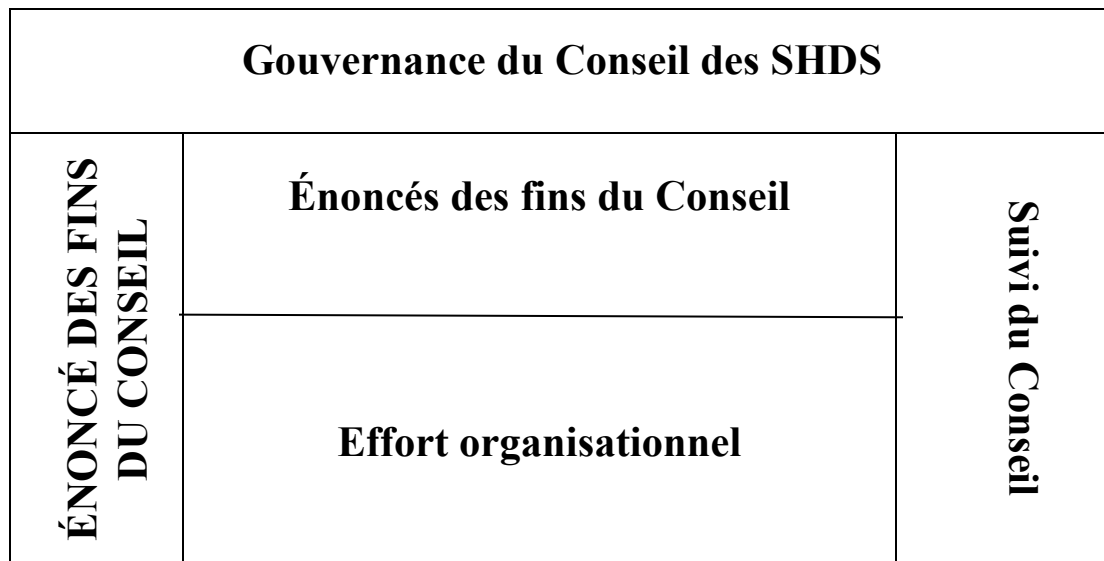 Gouvernance du Conseil des SHDS
ÉNONCÉ DES FINS
DU CONSEIL
Énoncés des fins du Conseil
Effort organisationnel
Suivi du Conseil